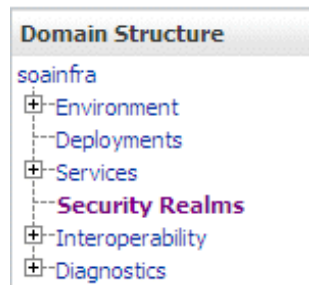 Domain Structure
soainfra
Environment
Deployments
Services
Security Realms
Interoperability
Diagnostics